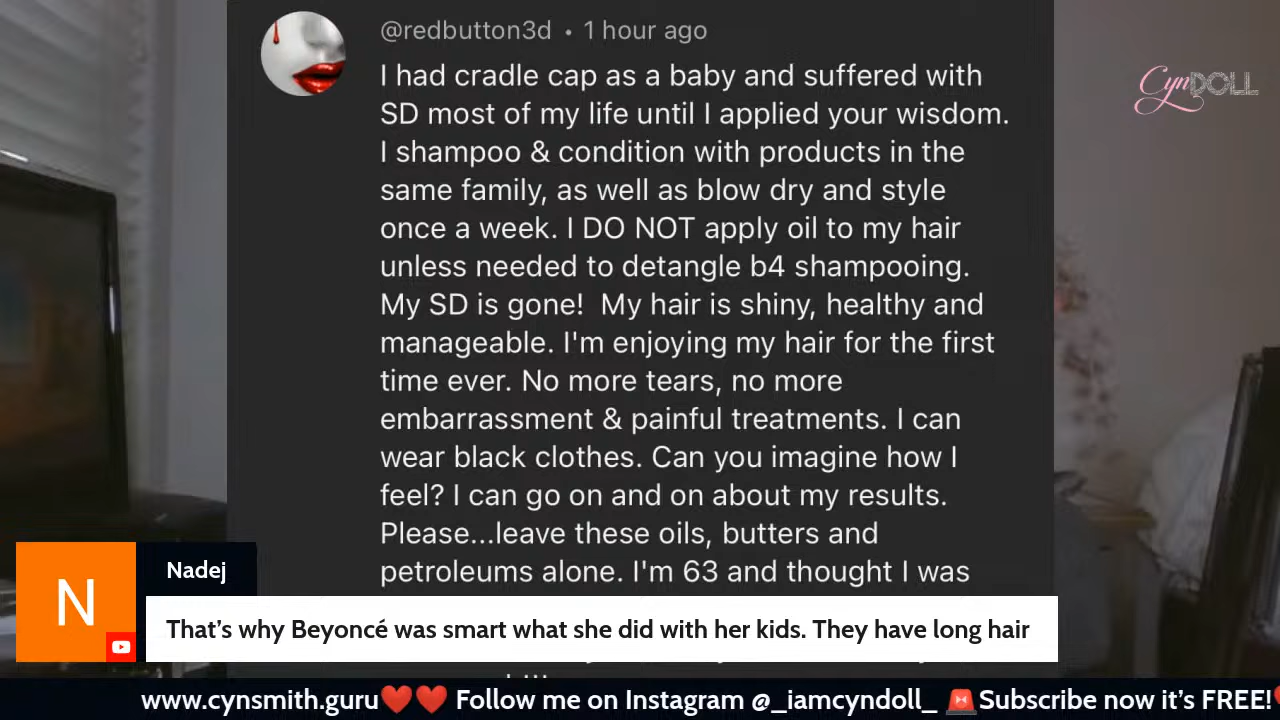 @redbutton3d • 1 hour ago
CynDOLL
I had cradle cap as a baby and suffered with
SD most of my life until I applied your wisdom.
I shampoo & condition with products in the
same family, as well as blow dry and style
once a week. I DO NOT apply oil to my hair
unless needed to detangle b4 shampooing.
My SD is gone!  My hair is shiny, healthy and
manageable. I'm enjoying my hair for the first
time ever. No more tears, no more
embarrassment & painful treatments. I can
wear black clothes. Can you imagine how I
feel? I can go on and on about my results.
Please...leave these oils, butters and
petroleums alone. I'm 63 and thought I was
N
Nadej
That's why Beyoncé was smart what she did with her kids. They have long hair
www.cynsmith.guru❤️❤️ Follow me on Instagram @_iamcyndoll_ 🚨Subscribe now it's FREE!